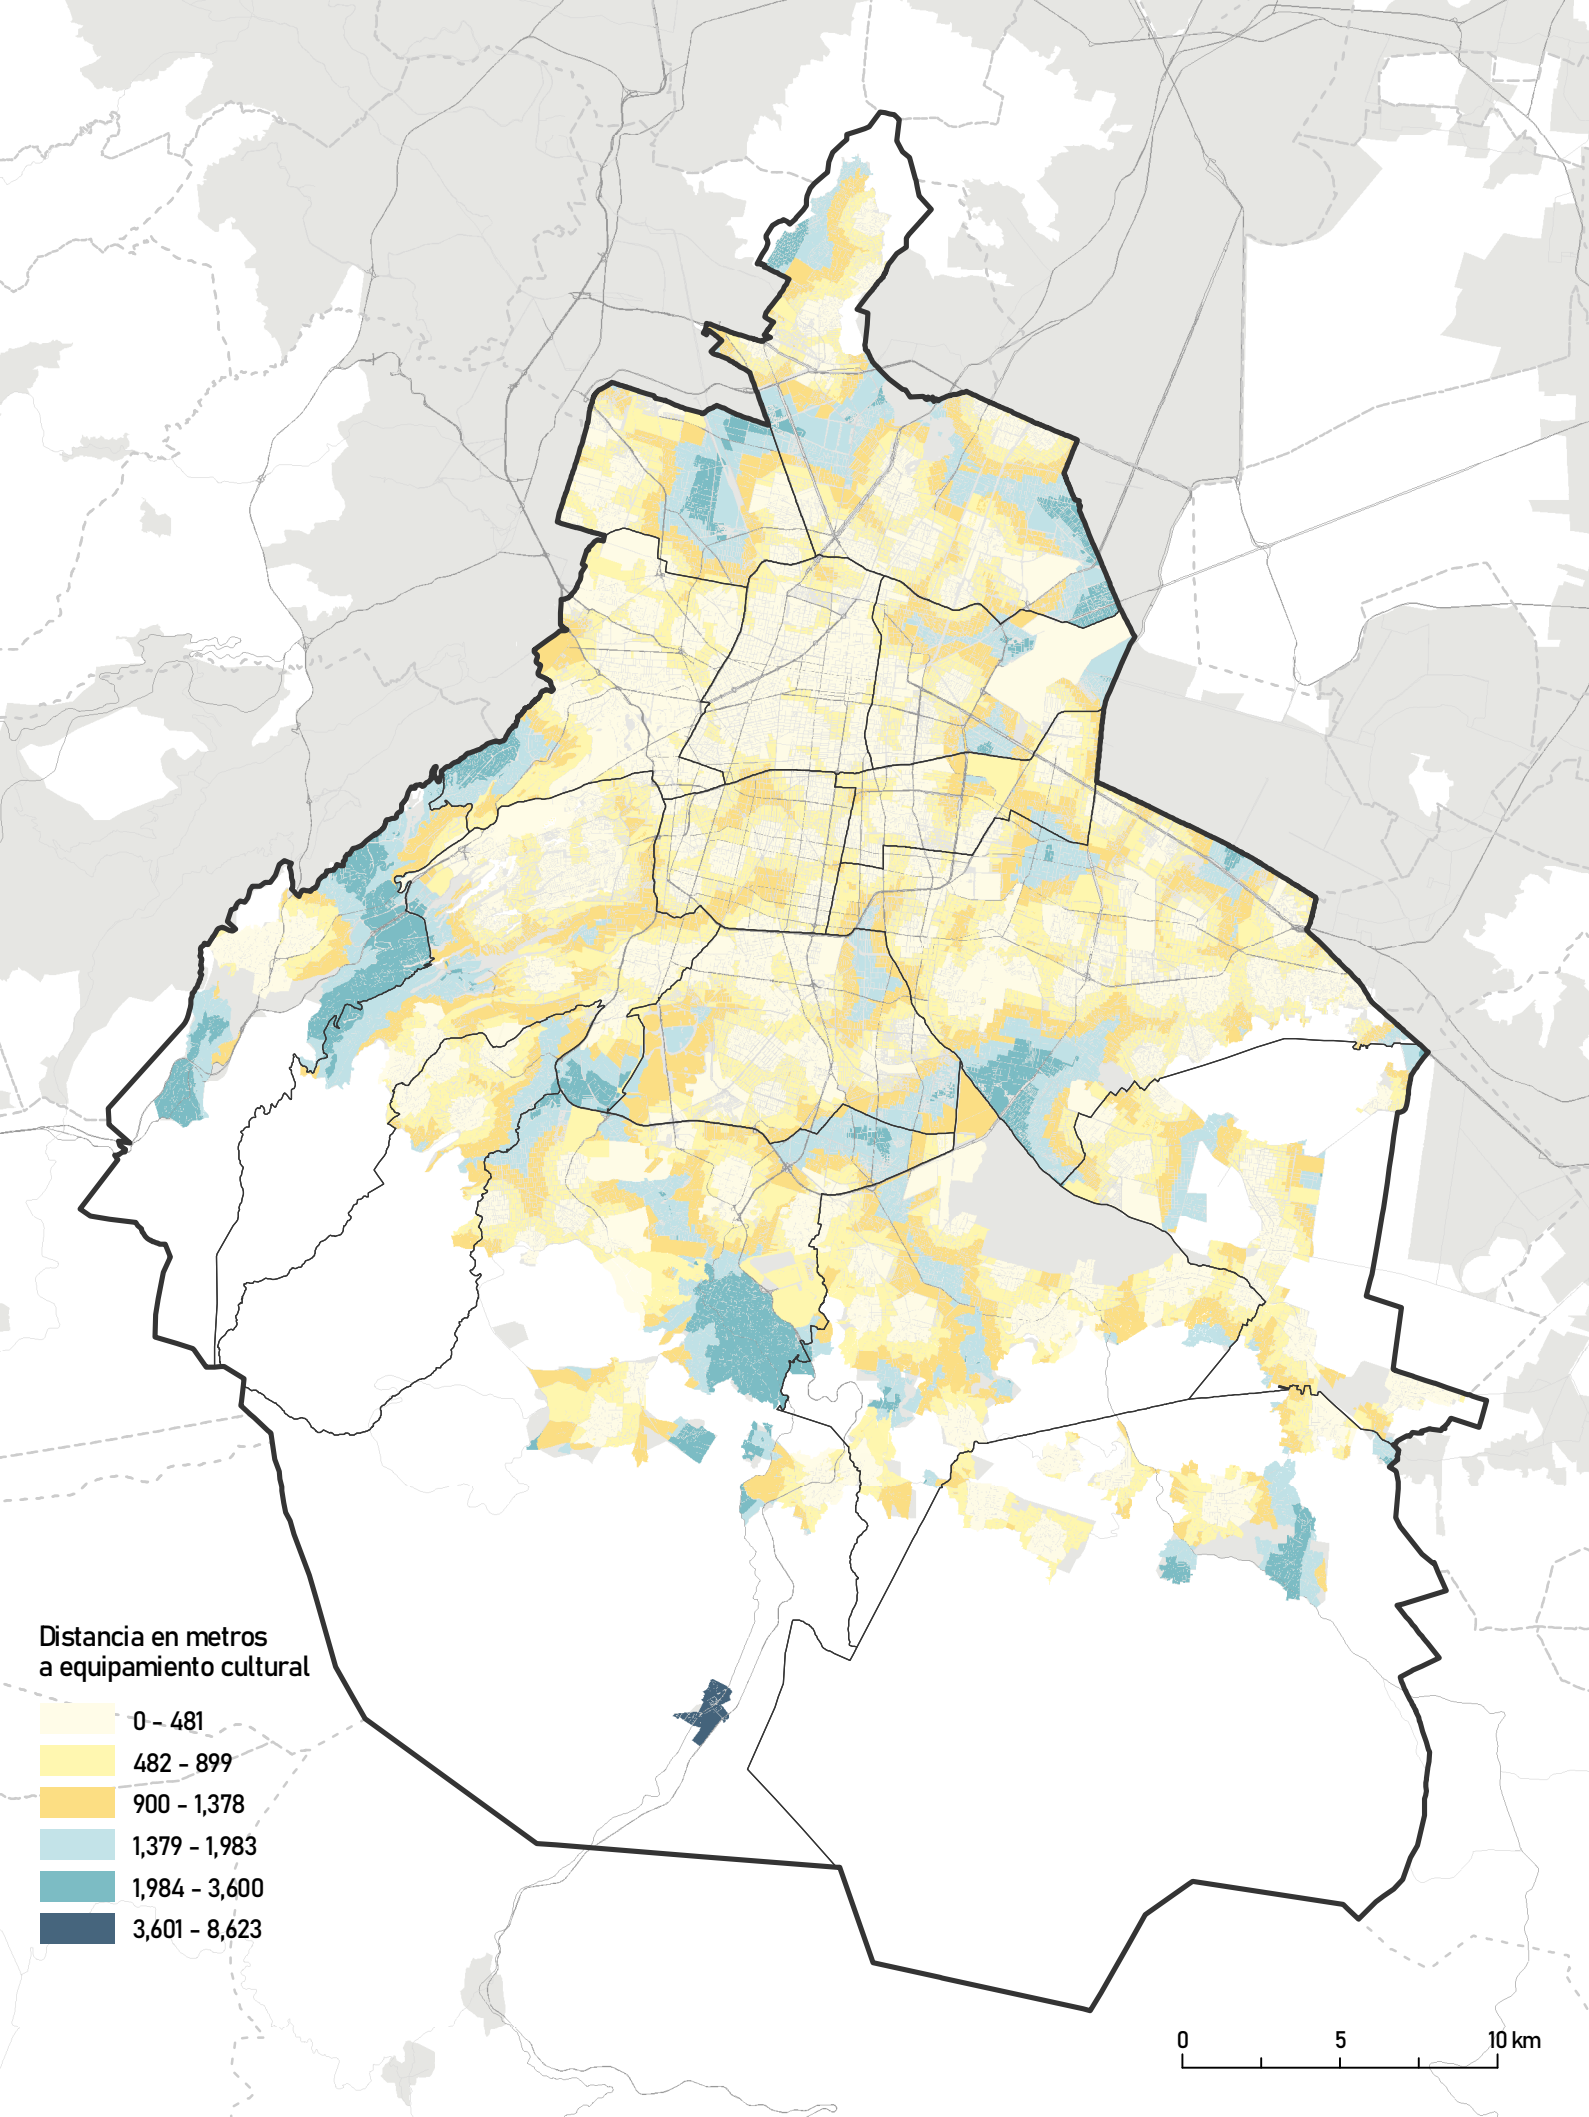 Distancia en metros
a equipamiento cultural
0 - 481
482 - 899
900 - 1,378
1,379 - 1,983
1,984 - 3,600
3,601 - 8,623
0 5 10 km